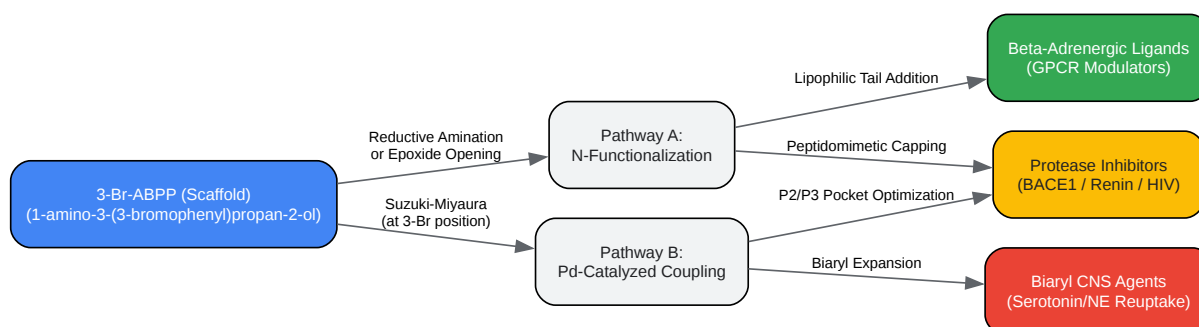 3-Br-ABPP (Scaffold)
(1-amino-3-(3-bromophenyl)propan-2-ol)
Reductive Amination
or Epoxide Opening
Suzuki-Miyaura
(at 3-Br position)
Pathway A:
N-Functionalization
Pathway B:
Pd-Catalyzed Coupling
Lipophilic Tail Addition
Peptidomimetic Capping
P2/P3 Pocket Optimization
Biaryl Expansion
Beta-Adrenergic Ligands
(GPCR Modulators)
Protease Inhibitors
(BACE1 / Renin / HIV)
Biaryl CNS Agents
(Serotonin/NE Reuptake)